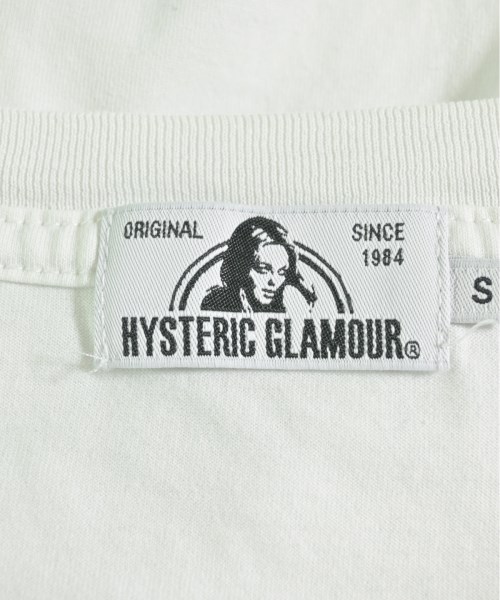 ORIGINAL
SINCE
1984
HYSTERIC GLAMOUR®
S